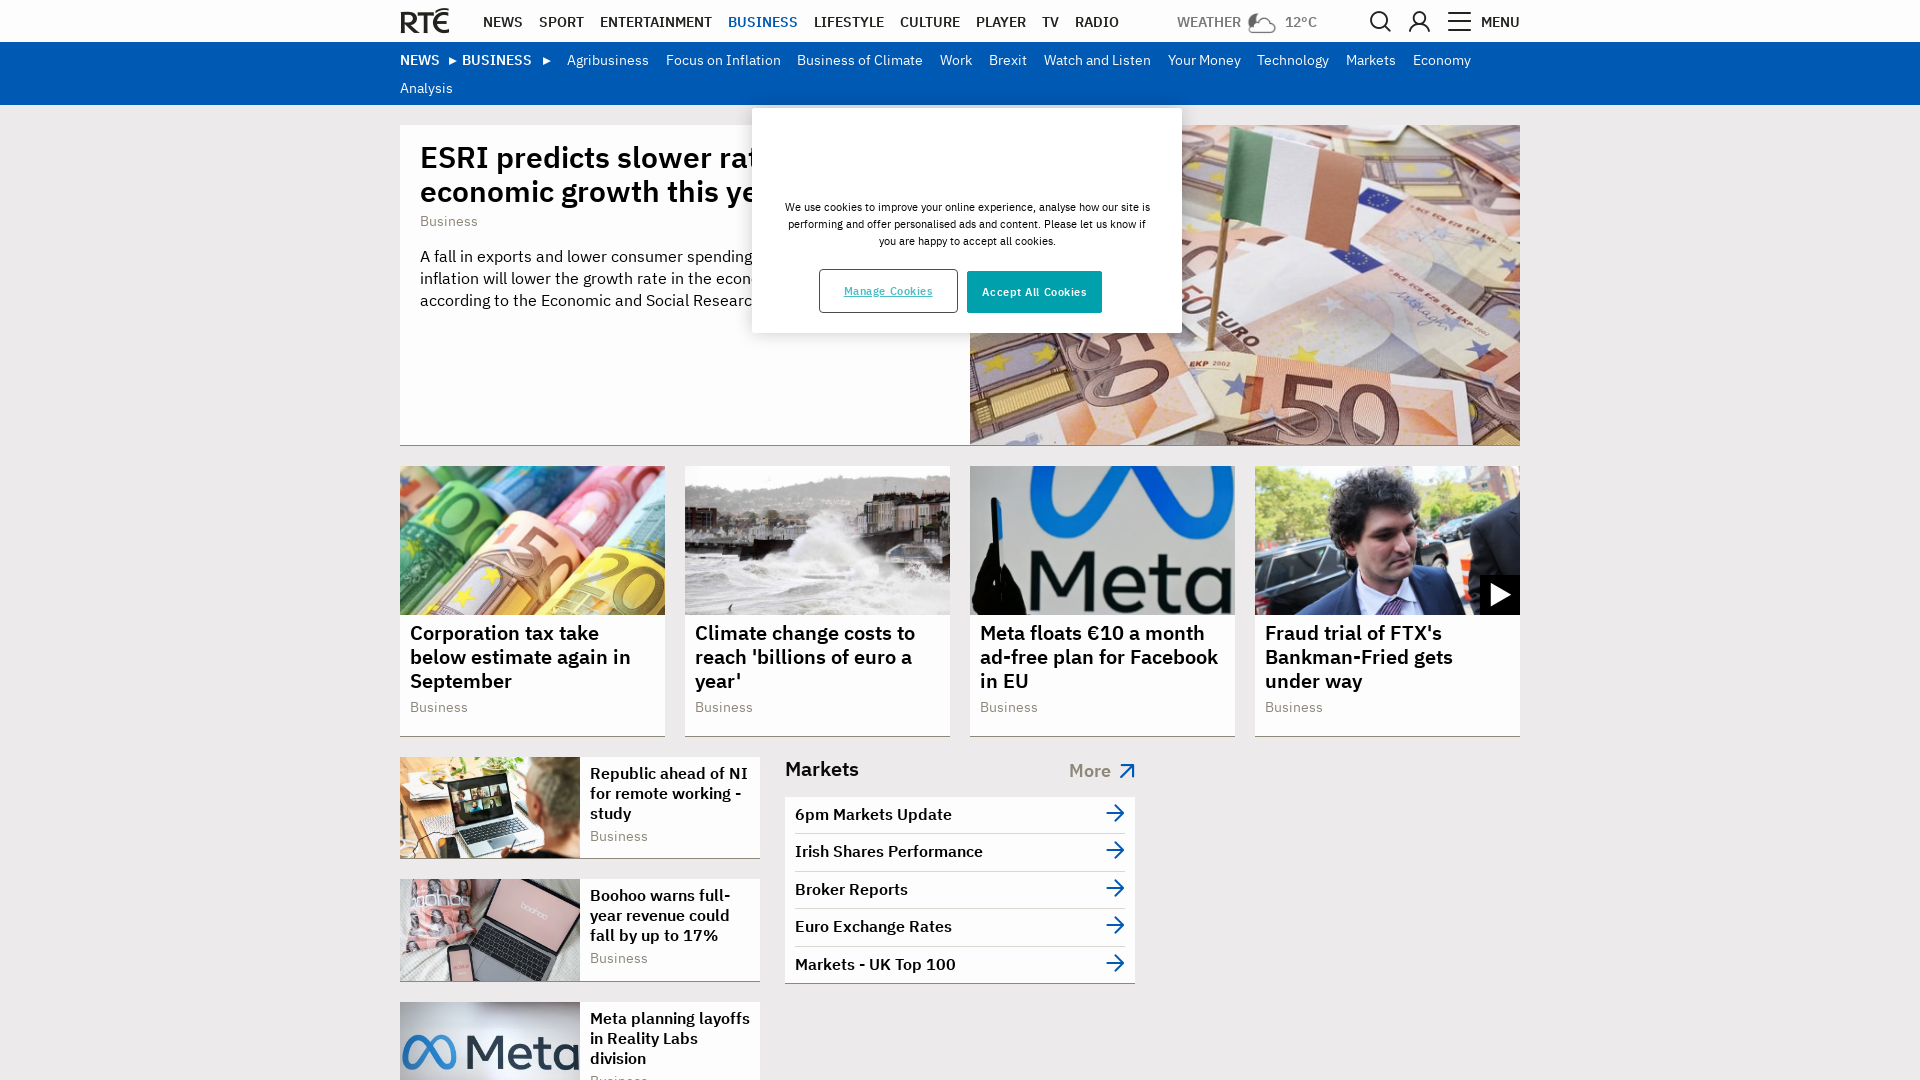 RTÉ
NEWS SPORT ENTERTAINMENT BUSINESS LIFESTYLE CULTURE PLAYER TV RADIO WEATHER 12°C MENU
NEWS ▸ BUSINESS ▸ Agribusiness Focus on Inflation Business of Climate Work Brexit Watch and Listen Your Money Technology Markets Economy
Analysis
ESRI predicts slower
economic growth this
Business
A fall in exports and lower consumer spending
inflation will lower the growth rate in the
according to the Economic and Social
We use cookies to improve your online experience, analyse how our site is
performing and offer personalised ads and content. Please let us know if
you are happy to accept all cookies.
Manage Cookies
Accept All Cookies
EURO
50
Corporation tax take
below estimate again in
September
Business
Climate change costs to
reach 'billions of euro a
year'
Business
Meta
Meta floats €10 a month
ad-free plan for Facebook
in EU
Business
Fraud trial of FTX's
Bankman-Fried gets
under way
Business
Republic ahead of NI
for remote working -
study
Business
boohoo
Boohoo warns full-
year revenue could
fall by up to 17%
Business
Meta
Meta planning layoffs
in Reality Labs
division
Business
Markets
More
6pm Markets Update
Irish Shares Performance
Broker Reports
Euro Exchange Rates
Markets - UK Top 100